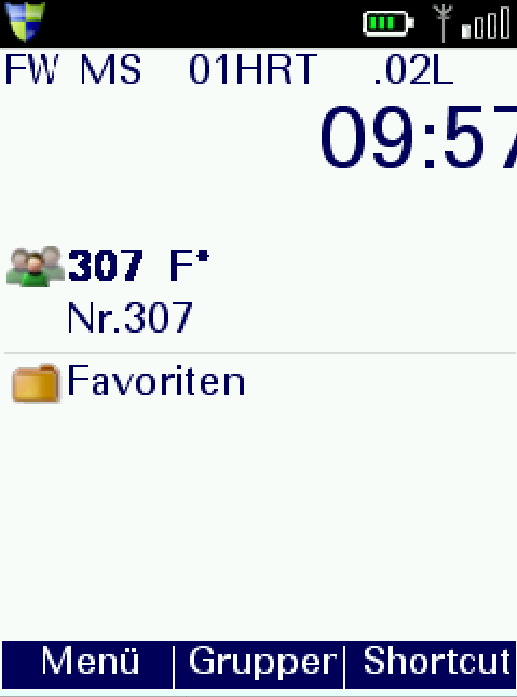 FW MS 01HRT .02L
09:57
307 F*
Nr.307
Favoriten
Menü Grupper Shortcut